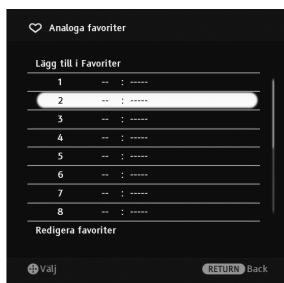 Analoga favoriter
Lägg till i Favoriter
1 -- : -----
2 -- : -----
3 -- : -----
4 -- : -----
5 -- : -----
6 -- : -----
7 -- : -----
8 -- : -----
Redigera favoriter
Välj RETURN Back